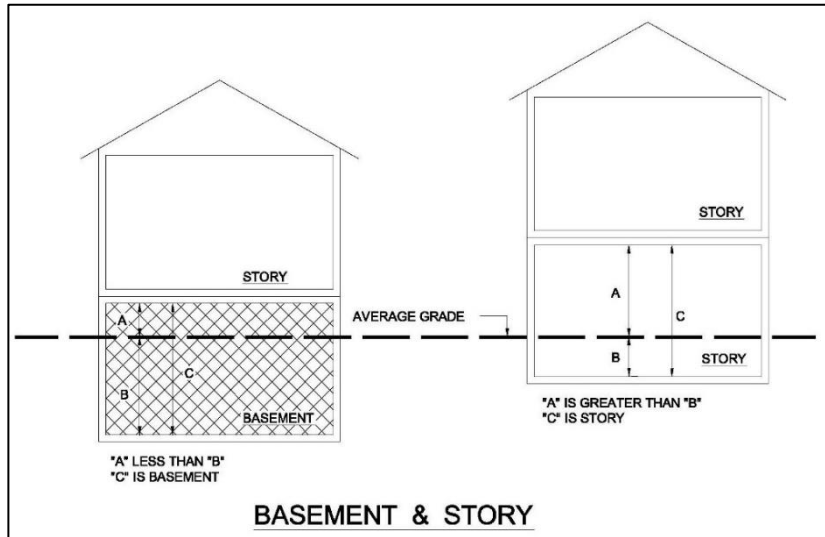 STORY
STORY
A
B
C
BASEMENT
AVERAGE GRADE
A
B
C
STORY
"A" LESS THAN "B"
"C" IS BASEMENT
"A" IS GREATER THAN "B"
"C" IS STORY
BASEMENT & STORY